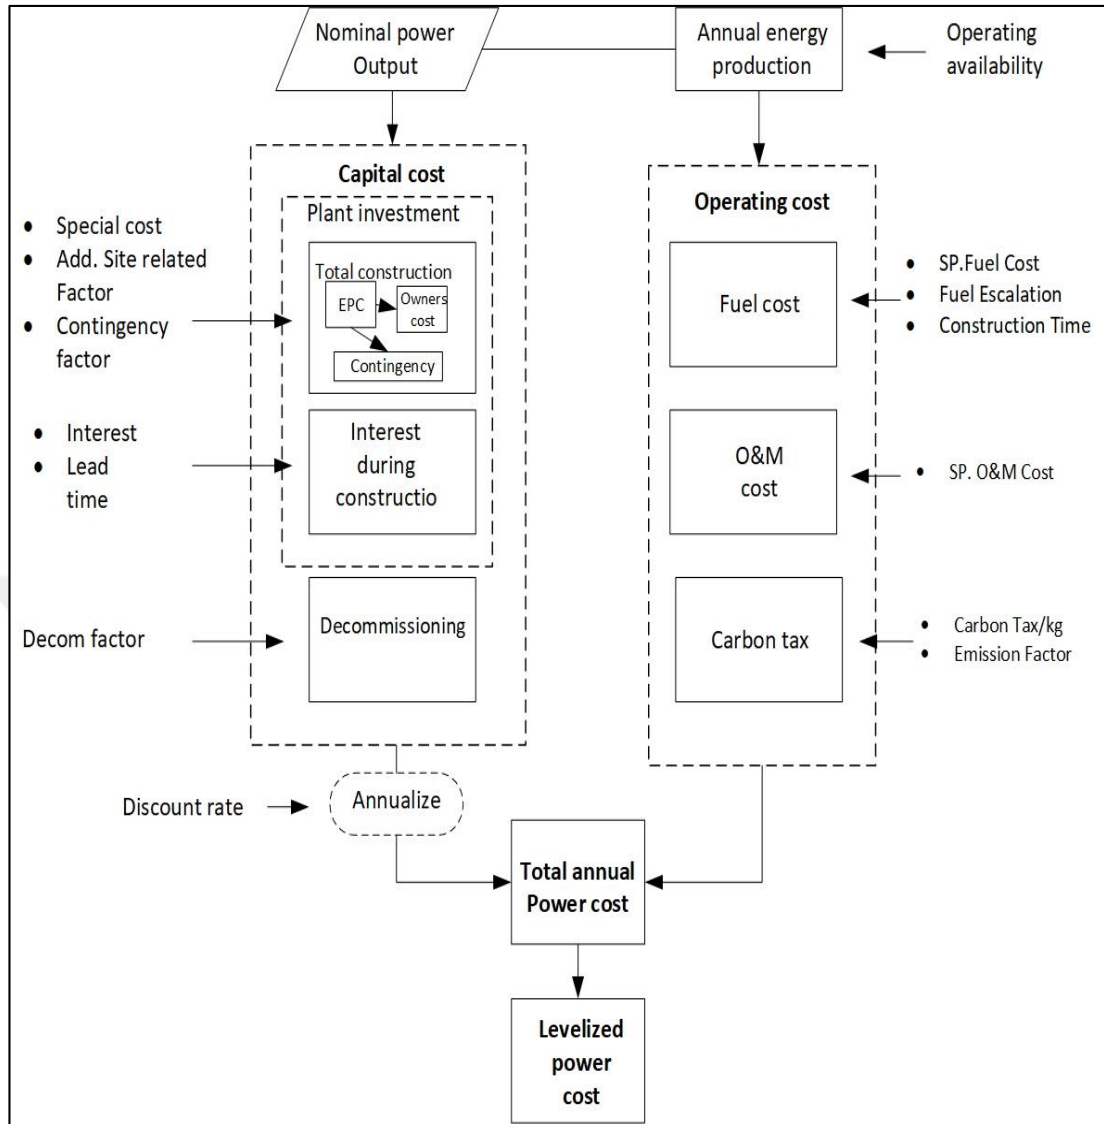 Nominal power
Output
Annual energy
production
Operating
availability
Capital cost
Plant investment
Total construction
EPC
Owners
cost
Contingency
• Special cost
• Add. Site related
Factor
• Contingency
factor
Interest
during
constructio
• Interest
• Lead
time
Decommissioning
Decom factor
Operating cost
Fuel cost
• SP.Fuel Cost
• Fuel Escalation
• Construction Time
O&M
cost
• SP. O&M Cost
Carbon tax
• Carbon Tax/kg
• Emission Factor
Discount rate
Annualize
Total annual
Power cost
Levelized
power
cost